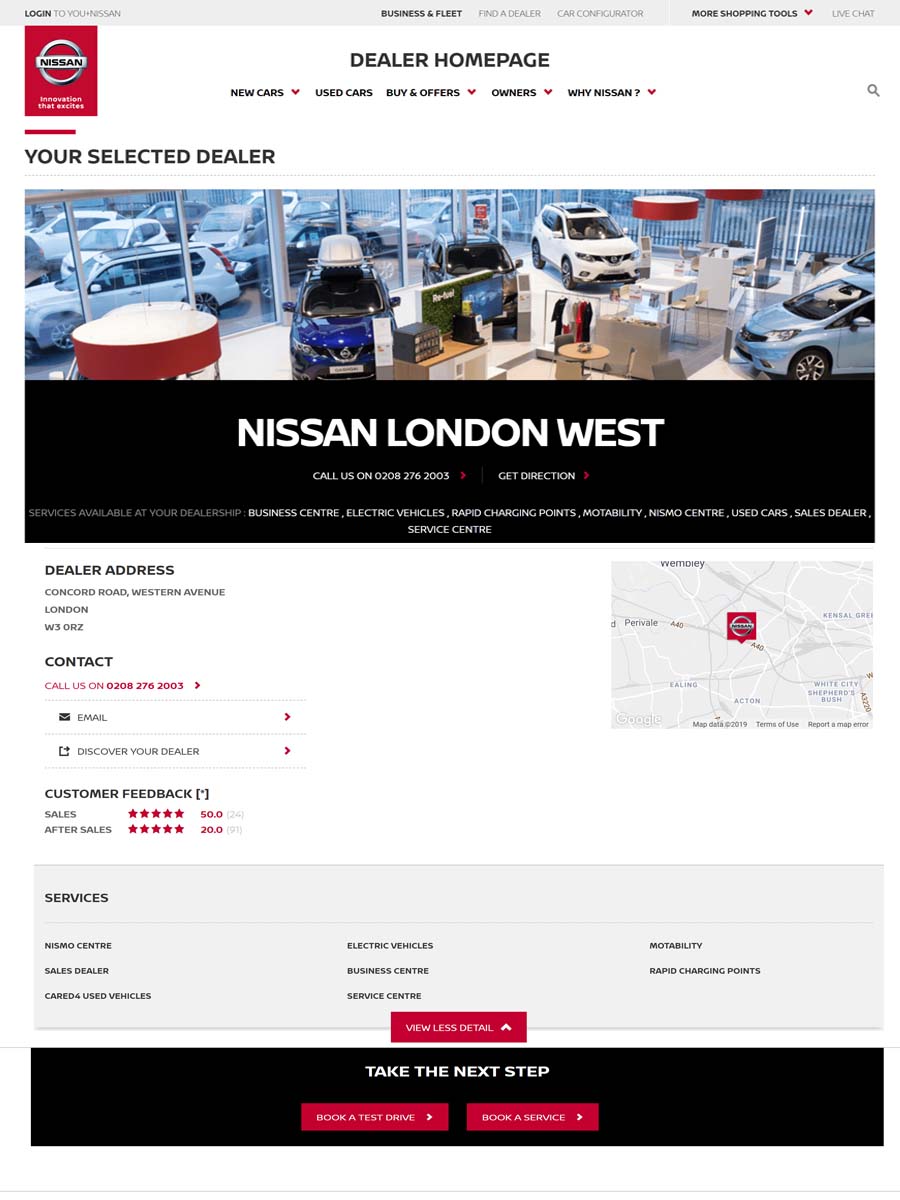 LOGIN TO YOU+NISSAN
BUSINESS & FLEET
FIND A DEALER
CAR CONFIGURATOR
MORE SHOPPING TOOLS
LIVE CHAT
NISSAN
Innovation
that excites
DEALER HOMEPAGE
NEW CARS
USED CARS
BUY & OFFERS
OWNERS
WHY NISSAN ?
YOUR SELECTED DEALER
Re-fuel
QASHQAI
NISSAN LONDON WEST
CALL US ON 0208 276 2003
GET DIRECTION
SERVICES AVAILABLE AT YOUR DEALERSHIP : BUSINESS CENTRE , ELECTRIC VEHICLES , RAPID CHARGING POINTS , MOTABILITY , NISMO CENTRE , USED CARS , SALES DEALER ,
SERVICE CENTRE
DEALER ADDRESS
CONCORD ROAD, WESTERN AVENUE
LONDON
W3 0RZ
CONTACT
CALL US ON 0208 276 2003
EMAIL
DISCOVER YOUR DEALER
CUSTOMER FEEDBACK [*]
SALES 50.0 (24)
AFTER SALES 20.0 (91)
Wembley
KENSAL GREE
d Perivale
A40
NISSAN
A40
EALING
WHITE CITY
SHEPHERD'S
BUSH
ACTON
A3220
Google
Map data ©2019 Terms of Use Report a map error
SERVICES
NISMO CENTRE
ELECTRIC VEHICLES
MOTABILITY
SALES DEALER
BUSINESS CENTRE
RAPID CHARGING POINTS
CARED4 USED VEHICLES
SERVICE CENTRE
VIEW LESS DETAIL
TAKE THE NEXT STEP
BOOK A TEST DRIVE
BOOK A SERVICE